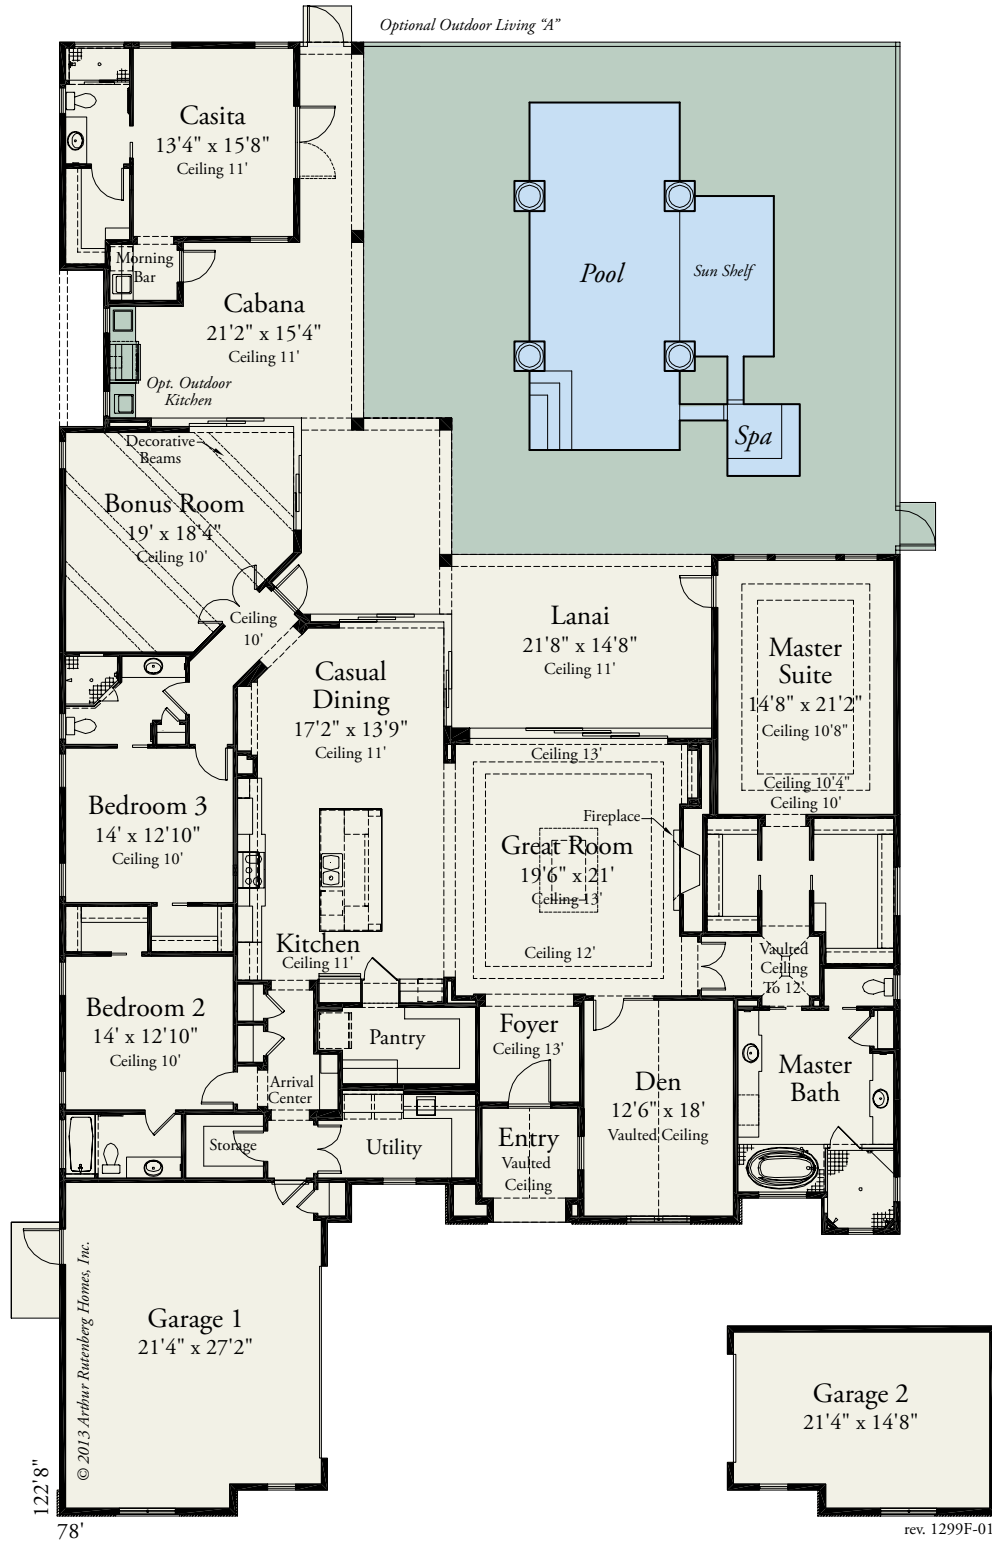 Optional Outdoor Living “A”
Casita
13'4" x 15'8"
Ceiling 11'
Morning
Bar
Cabana
21'2" x 15'4"
Ceiling 11'
Opt. Outdoor
Kitchen
Pool
Sun Shelf
Spa
Decorative
Beams
Bonus Room
19' x 18'4"
Ceiling 10'
Ceiling
10'
Lanai
21'8" x 14'8"
Ceiling 11'
Master
Suite
14'8" x 21'2"
Ceiling 10'8"
Ceiling 10'4"
Ceiling 10'
Casual
Dining
17'2" x 13'9"
Ceiling 11'
Ceiling 13'
Fireplace
Great Room
19'6" x 21'
Ceiling 13'
Ceiling 12'
Bedroom 3
14' x 12'10"
Ceiling 10'
Kitchen
Ceiling 11'
Vaulted
Ceiling
To 12'
Bedroom 2
14' x 12'10"
Ceiling 10'
Pantry
Foyer
Ceiling 13'
Den
12'6" x 18'
Vaulted Ceiling
Master
Bath
Arrival
Center
Storage
Utility
Entry
Vaulted
Ceiling
Garage 1
21'4" x 27'2"
© 2013 Arthur Rutenberg Homes, Inc.
Garage 2
21'4" x 14'8"
122'8"
78'
rev. 1299F-01